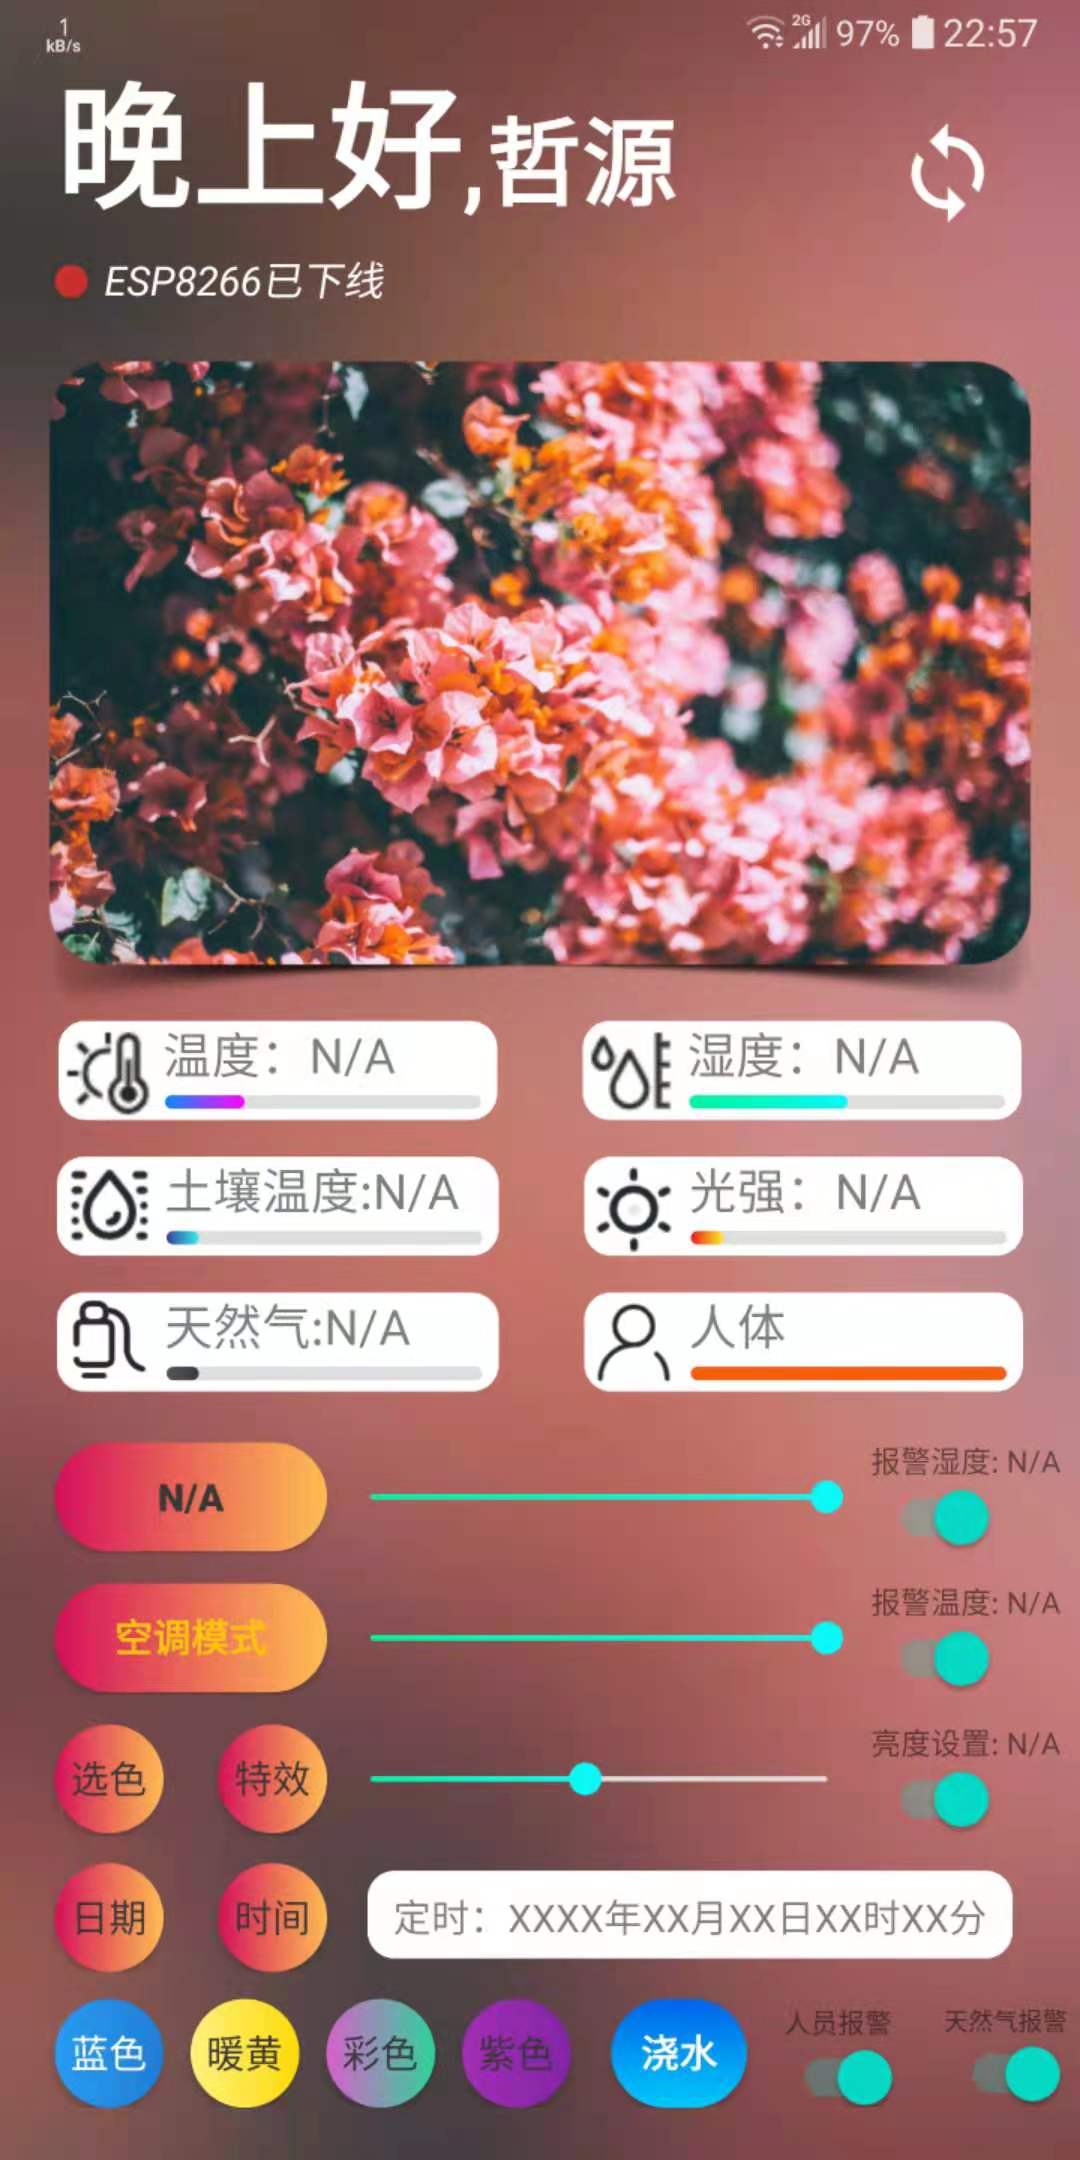 1
kB/s
2G
97%
22:57
晚上好,哲源
ESP8266已下线
温度：N/A
湿度：N/A
土壤温度:N/A
光强：N/A
天然气:N/A
人体
N/A
报警湿度: N/A
空调模式
报警温度: N/A
选色
特效
亮度设置: N/A
日期
时间
定时：XXXX年XX月XX日XX时XX分
蓝色
暖黄
彩色
紫色
浇水
人员报警
天然气报警